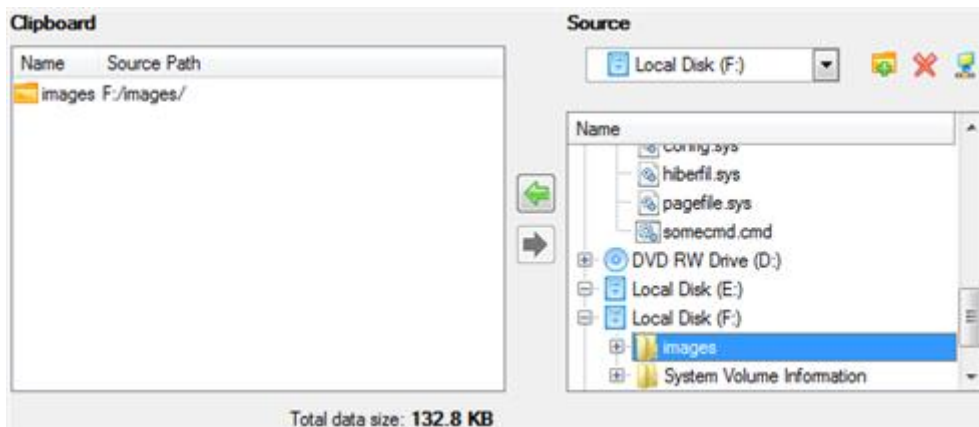 Clipboard
Name Source Path
images F:/images/
Total data size: 132.8 KB
Source
Local Disk (F:)
Name
config.sys
hiberfil.sys
pagefile.sys
somecmd.cmd
DVD RW Drive (D:)
Local Disk (E:)
Local Disk (F:)
images
System Volume Information